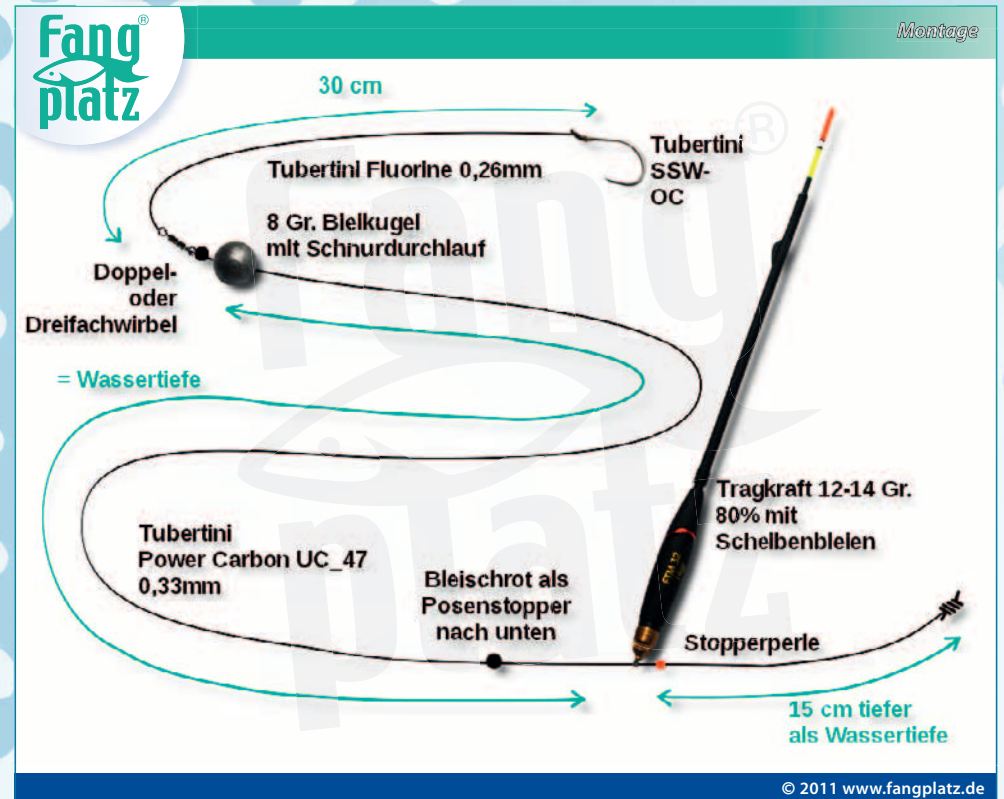 Fang®
platz
Montage
30 cm
Tubertini Fluorine 0,26mm
Tubertini
SSW-
OC
8 Gr. Bleikugel
mit Schnurdurchlauf
Doppel-
oder
Dreifachwirbel
= Wassertiefe
Tragkraft 12-14 Gr.
80% mit
Scheibenbleien
Tubertini
Power Carbon UC_47
0,33mm
Bleischrot als
Posenstopper
nach unten
Stopperperle
15 cm tiefer
als Wassertiefe
fang®
platz
© 2011 www.fangplatz.de